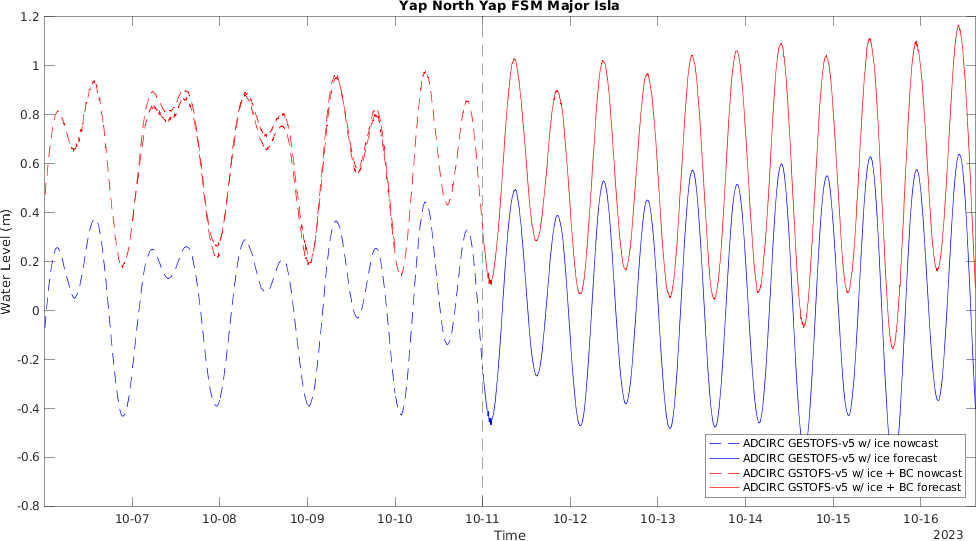 Yap North Yap FSM Major Isla
1.2
1
0.8
0.6
0.4
0.2
0
-0.2
-0.4
-0.6
-0.8
Water Level (m)
ADCIRC GESTOFS-v5 w/ ice nowcast
ADCIRC GESTOFS-v5 w/ ice forecast
ADCIRC GSTOFS-v5 w/ ice + BC nowcast
ADCIRC GSTOFS-v5 w/ ice + BC forecast
10-07 10-08 10-09 10-10 10-11 10-12 10-13 10-14 10-15 10-16
Time
2023